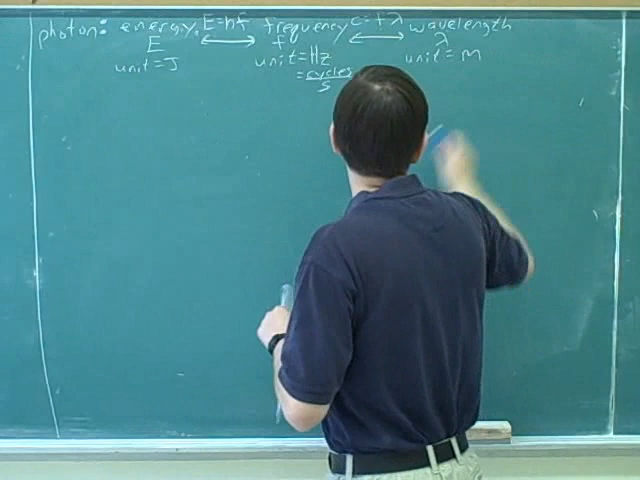 photon: energy E=hf frequency c=fλ wavelength
E f λ
unit=J unit=Hz unit=m
=cycles/s